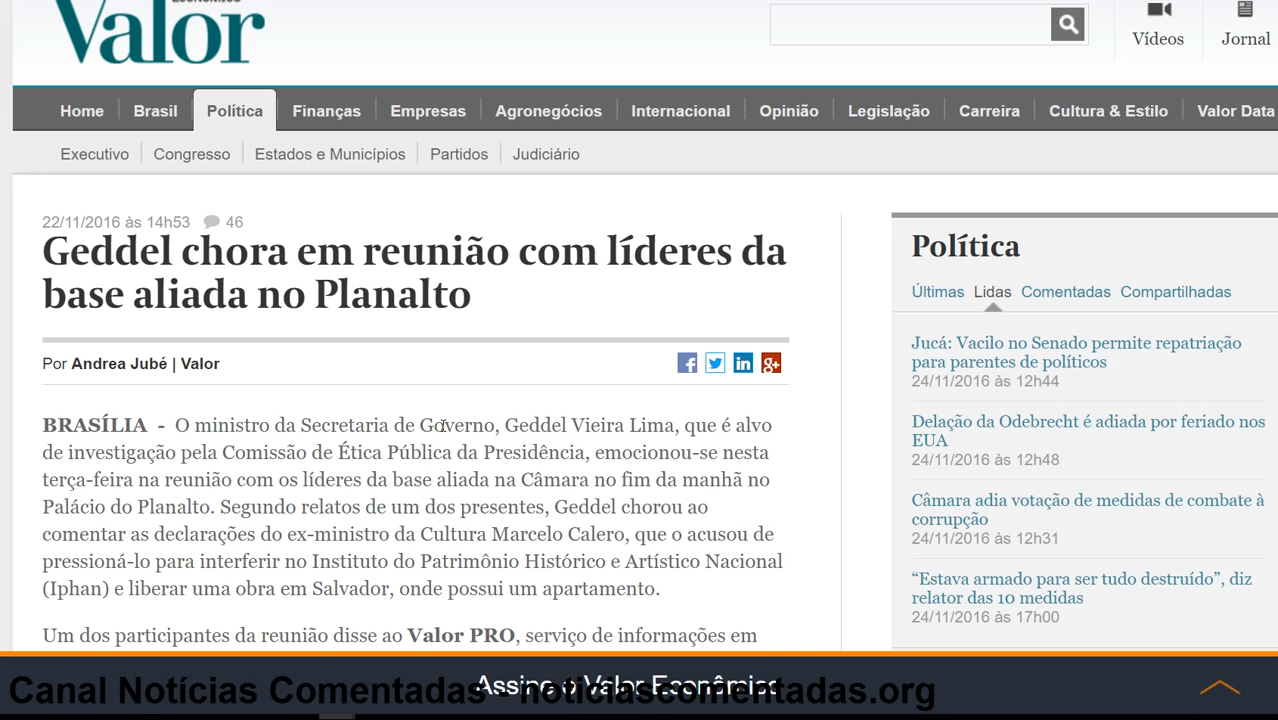 ECONÔMICO
Valor
Vídeos
Jornal
Home
Brasil
Política
Finanças
Empresas
Agronegócios
Internacional
Opinião
Legislação
Carreira
Cultura & Estilo
Valor Data
Executivo
Congresso
Estados e Municípios
Partidos
Judiciário
22/11/2016 às 14h53 46
Geddel chora em reunião com líderes da
base aliada no Planalto
Por Andrea Jubé | Valor
BRASÍLIA - O ministro da Secretaria de Governo, Geddel Vieira Lima, que é alvo
de investigação pela Comissão de Ética Pública da Presidência, emocionou-se nesta
terça-feira na reunião com os líderes da base aliada na Câmara no fim da manhã no
Palácio do Planalto. Segundo relatos de um dos presentes, Geddel chorou ao
comentar as declarações do ex-ministro da Cultura Marcelo Calero, que o acusou de
pressioná-lo para interferir no Instituto do Patrimônio Histórico e Artístico Nacional
(Iphan) e liberar uma obra em Salvador, onde possui um apartamento.
Um dos participantes da reunião disse ao Valor PRO, serviço de informações em
Política
Últimas
Lidas
Comentadas
Compartilhadas
Jucá: Vacilo no Senado permite repatriação
para parentes de políticos
24/11/2016 às 12h44
Delação da Odebrecht é adiada por feriado nos
EUA
24/11/2016 às 12h48
Câmara adia votação de medidas de combate à
corrupção
24/11/2016 às 12h31
“Estava armado para ser tudo destruído”, diz
relator das 10 medidas
24/11/2016 às 17h00
Assine o Valor Econômico
Canal Notícias Comentadas - noticiascomentadas.org